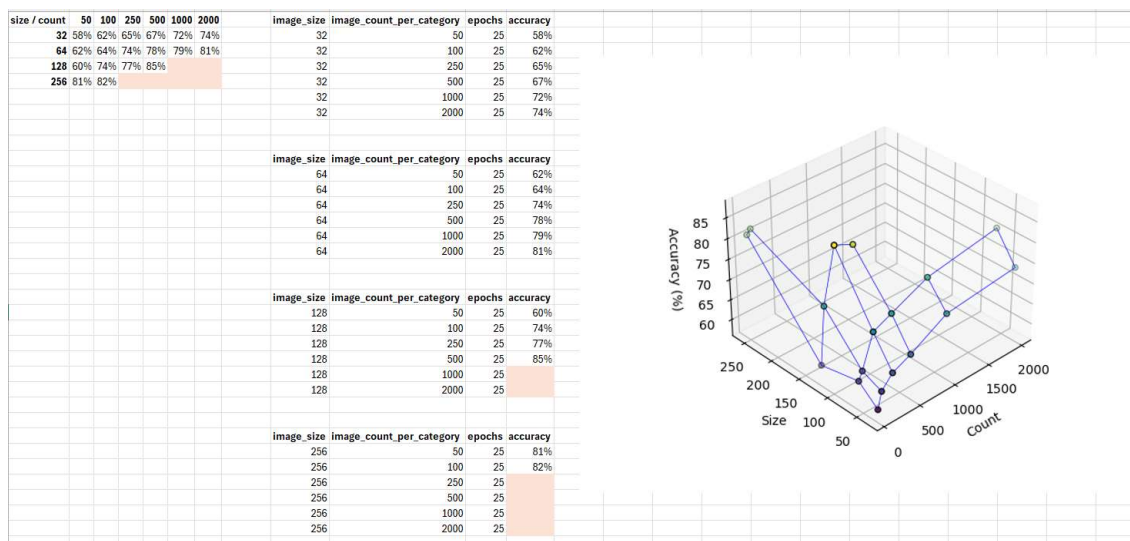 size / count 50 100 250 500 1000 2000
32 58% 62% 65% 67% 72% 74%
64 62% 64% 74% 78% 79% 81%
128 60% 74% 77% 85%
256 81% 82%
image_size image_count_per_category epochs accuracy
32 50 25 58%
32 100 25 62%
32 250 25 65%
32 500 25 67%
32 1000 25 72%
32 2000 25 74%
image_size image_count_per_category epochs accuracy
64 50 25 62%
64 100 25 64%
64 250 25 74%
64 500 25 78%
64 1000 25 79%
64 2000 25 81%
image_size image_count_per_category epochs accuracy
128 50 25 60%
128 100 25 74%
128 250 25 77%
128 500 25 85%
128 1000 25
128 2000 25
image_size image_count_per_category epochs accuracy
256 50 25 81%
256 100 25 82%
256 250 25
256 500 25
256 1000 25
256 2000 25
Accuracy (%)
85
80
75
70
65
60
Size
250
200
150
100
50
Count
0
500
1000
1500
2000